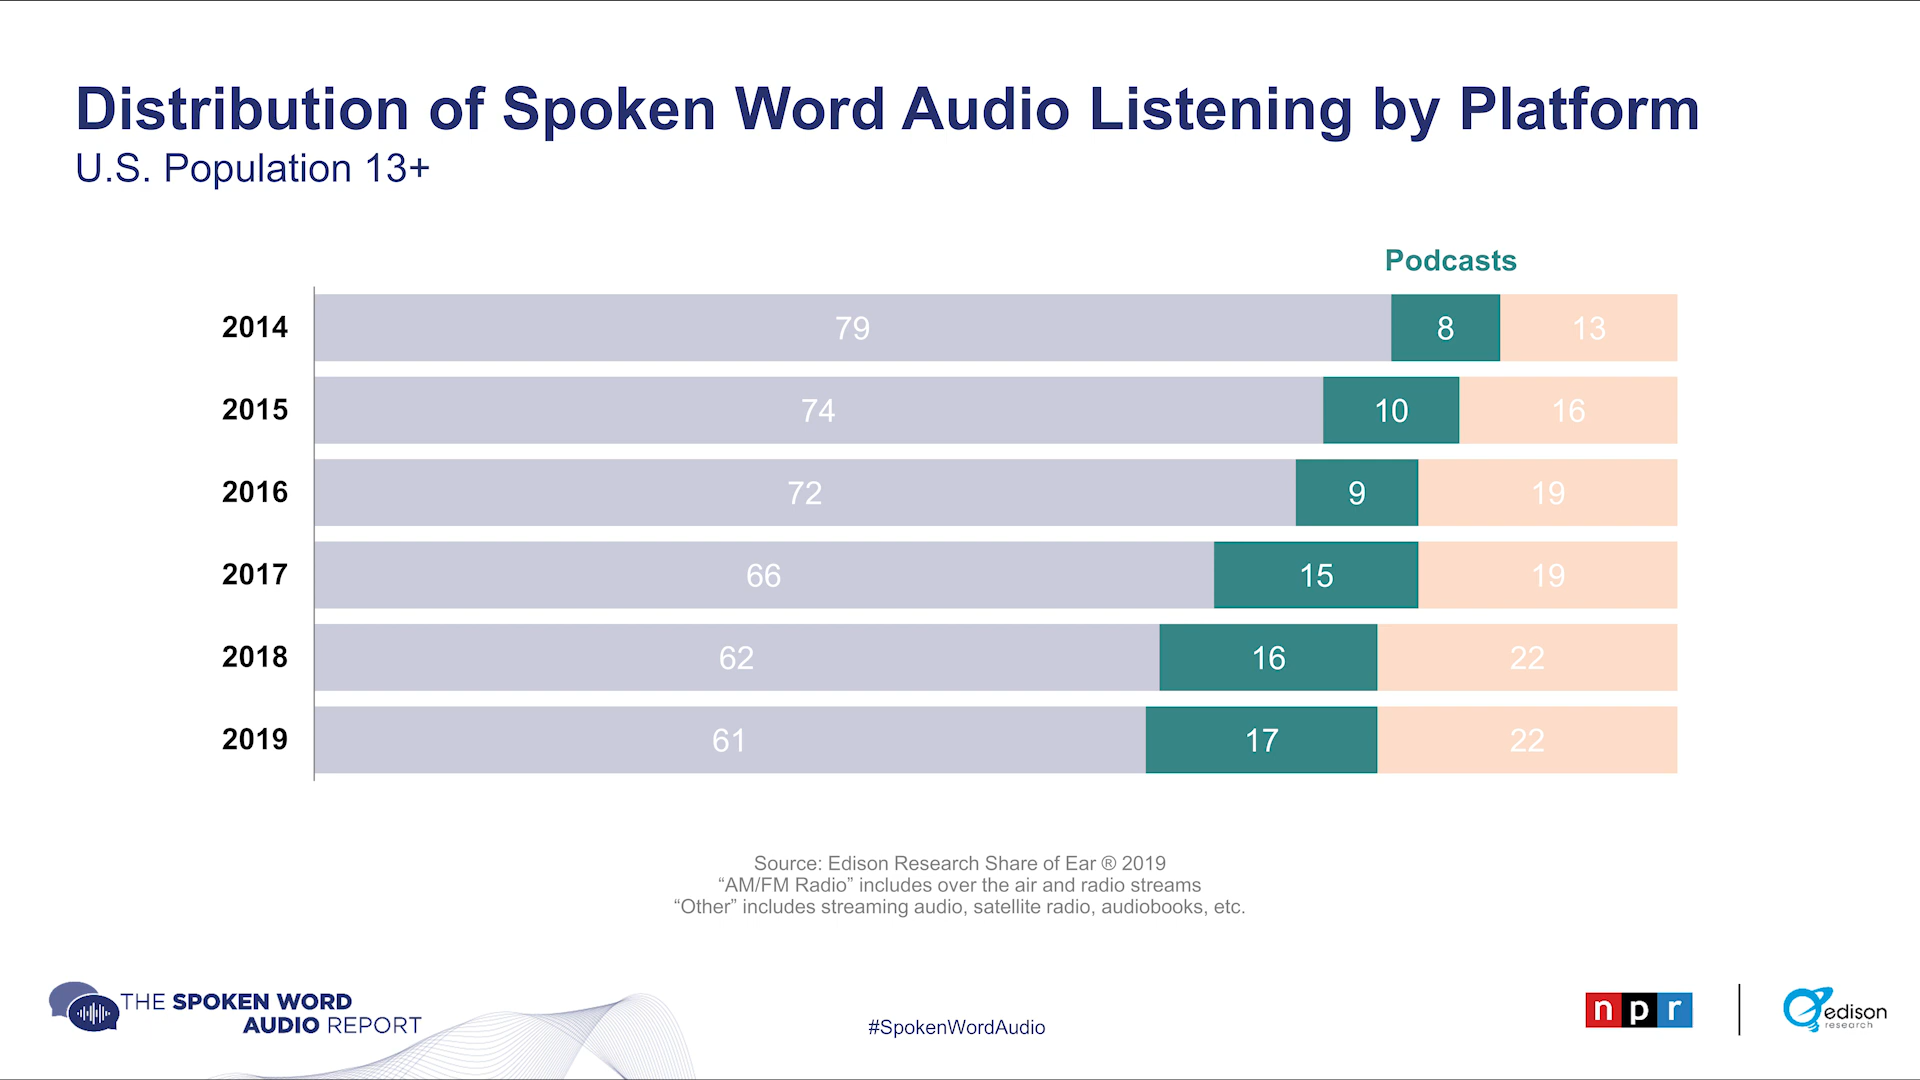 Distribution of Spoken Word Audio Listening by Platform
U.S. Population 13+
Podcasts
2014 79 8 13
2015 74 10 16
2016 72 9 19
2017 66 15 19
2018 62 16 22
2019 61 17 22
Source: Edison Research Share of Ear ® 2019
“AM/FM Radio” includes over the air and radio streams
“Other” includes streaming audio, satellite radio, audiobooks, etc.
THE SPOKEN WORD
AUDIO REPORT
#SpokenWordAudio
npr
edison
research